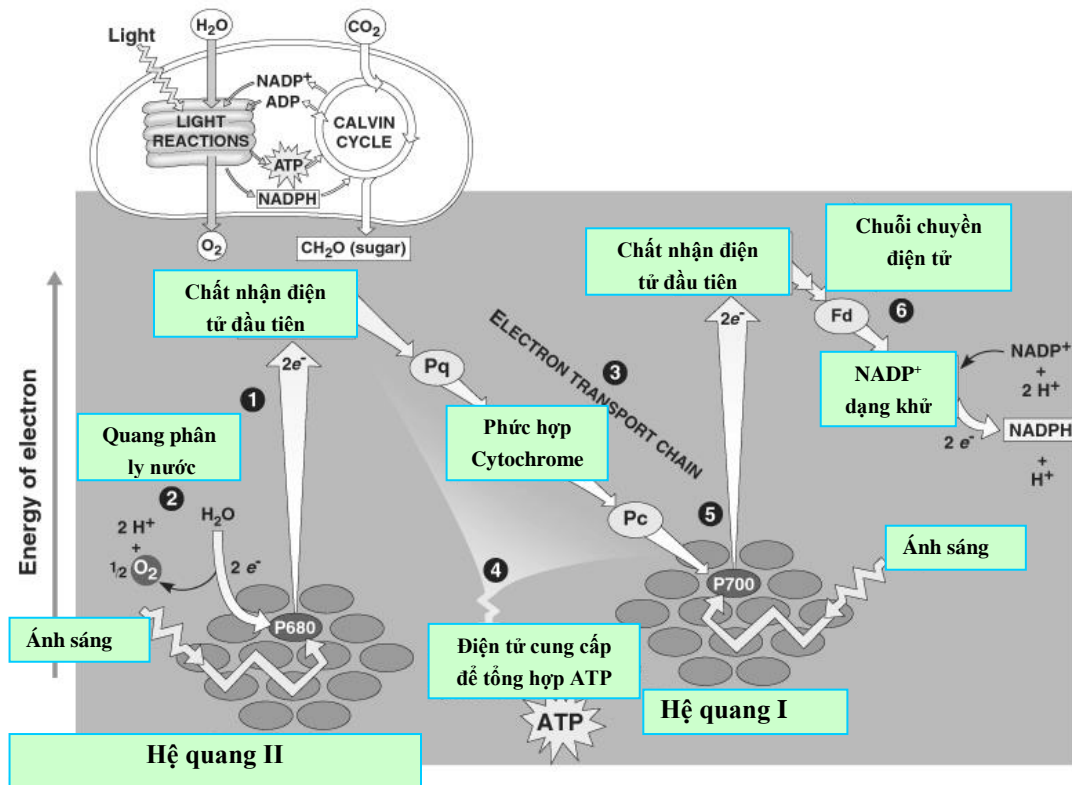 Light
H₂O
CO₂
NADP⁺
ADP
LIGHT
REACTIONS
CALVIN
CYCLE
ATP
NADPH
O₂
CH₂O (sugar)
Energy of electron
Chất nhận điện
tử đầu tiên
2e⁻
1
Quang phân
ly nước
2
H₂O
2 H⁺
+
1/2 O₂
2 e⁻
P680
Ánh sáng
Hệ quang II
Pq
ELECTRON TRANSPORT CHAIN
3
Phức hợp
Cytochrome
Pc
4
Điện tử cung cấp
để tổng hợp ATP
ATP
5
Chất nhận điện
tử đầu tiên
2e⁻
P700
Ánh sáng
Hệ quang I
Chuỗi chuyền
điện tử
Fd
6
NADP⁺
dạng khử
NADP⁺
+
2 H⁺
2 e⁻
NADPH
+
H⁺